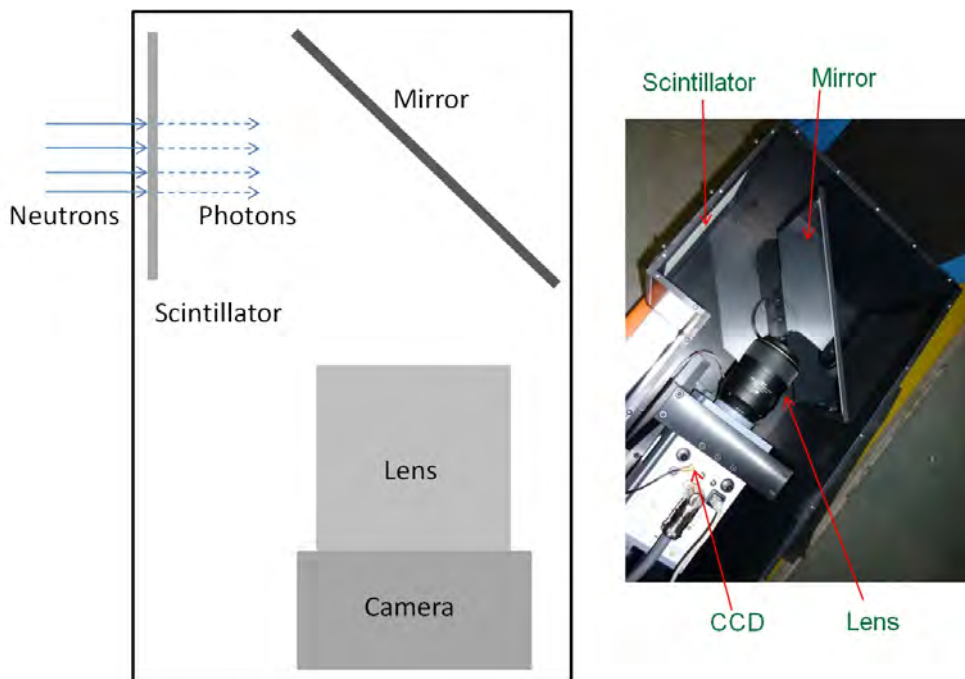 Mirror
Neutrons
Photons
Scintillator
Lens
Camera
Scintillator
Mirror
CCD
Lens